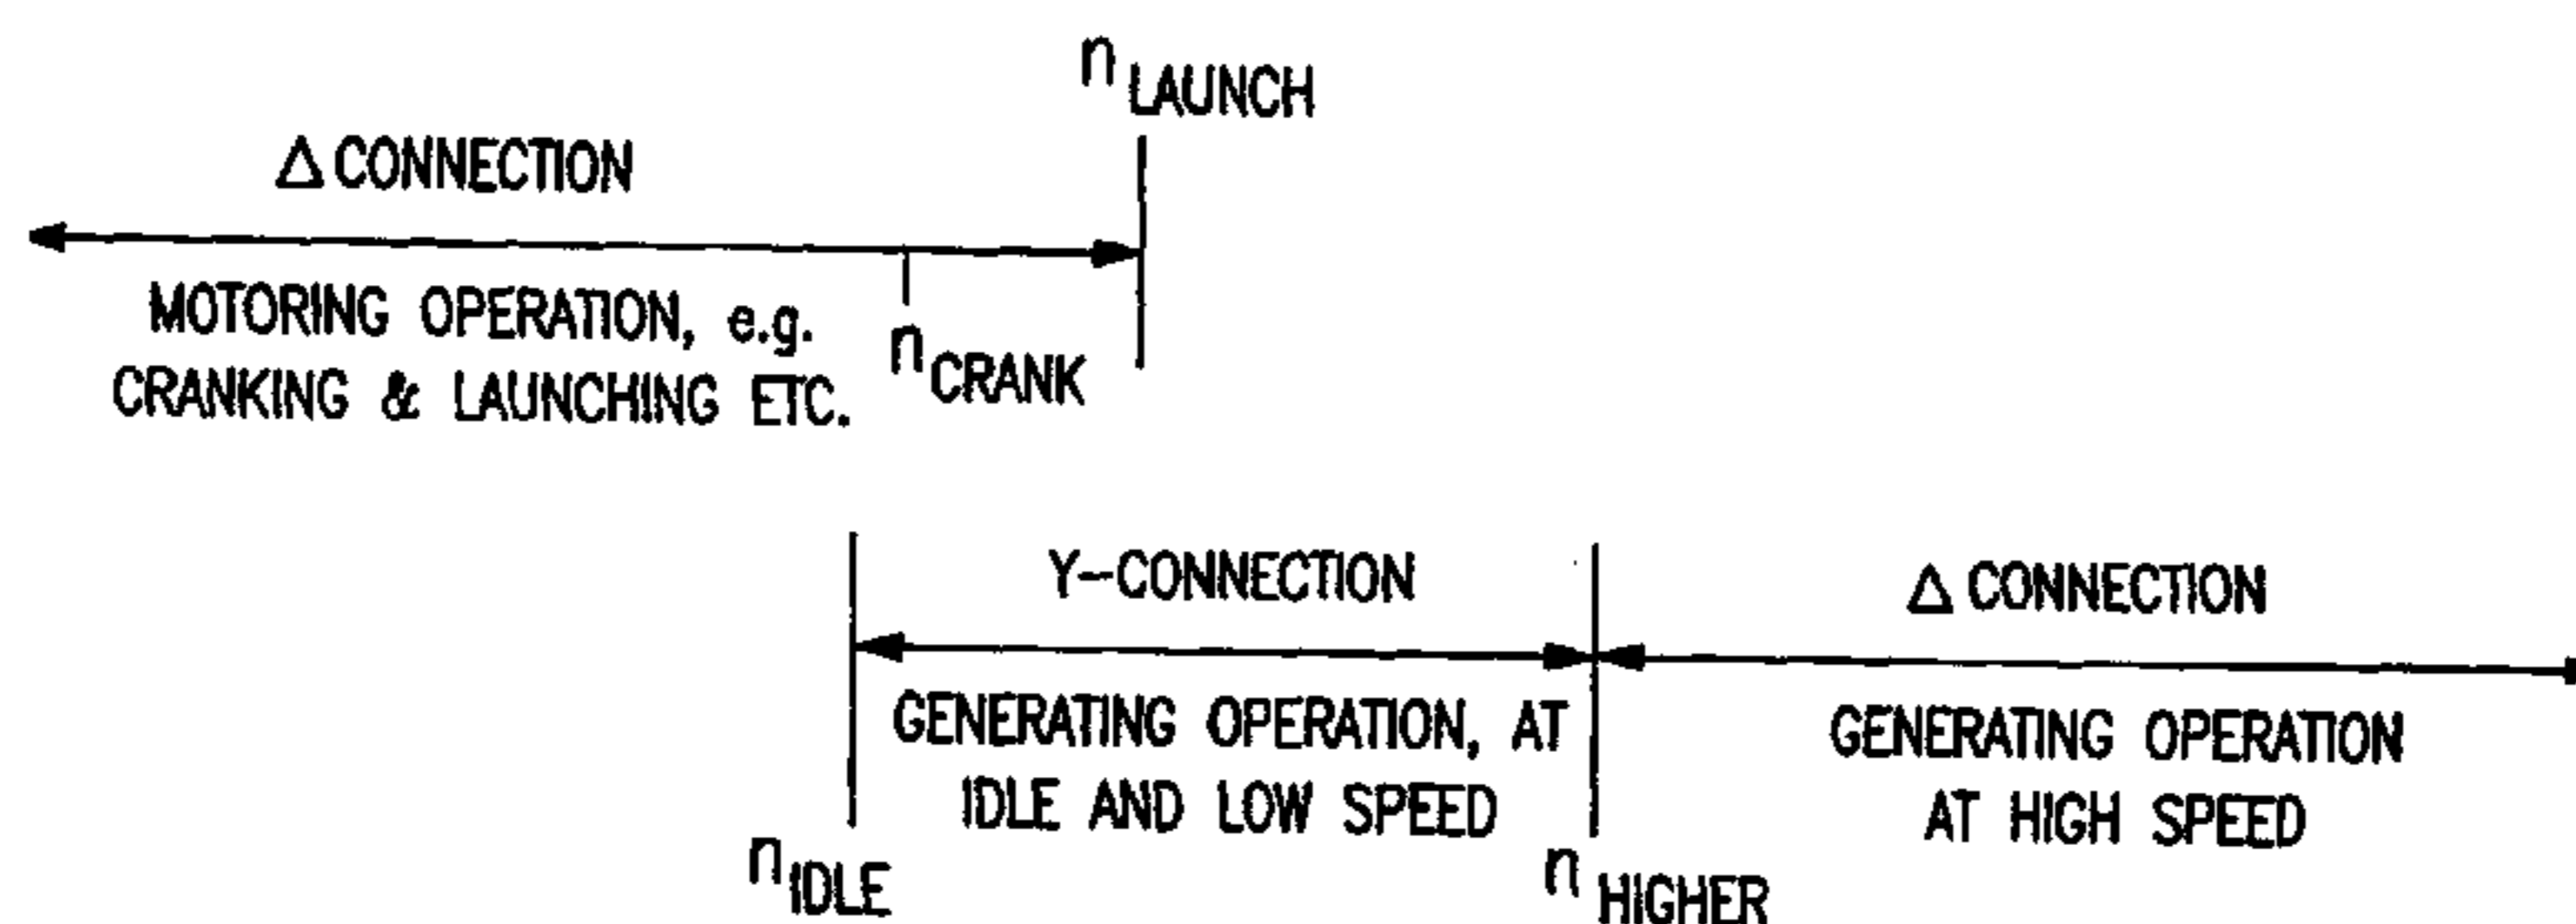 n LAUNCH
Δ CONNECTION
MOTORING OPERATION, e.g.
CRANKING & LAUNCHING ETC.
n CRANK
Y-CONNECTION
Δ CONNECTION
GENERATING OPERATION, AT
IDLE AND LOW SPEED
GENERATING OPERATION
AT HIGH SPEED
n IDLE
n HIGHER